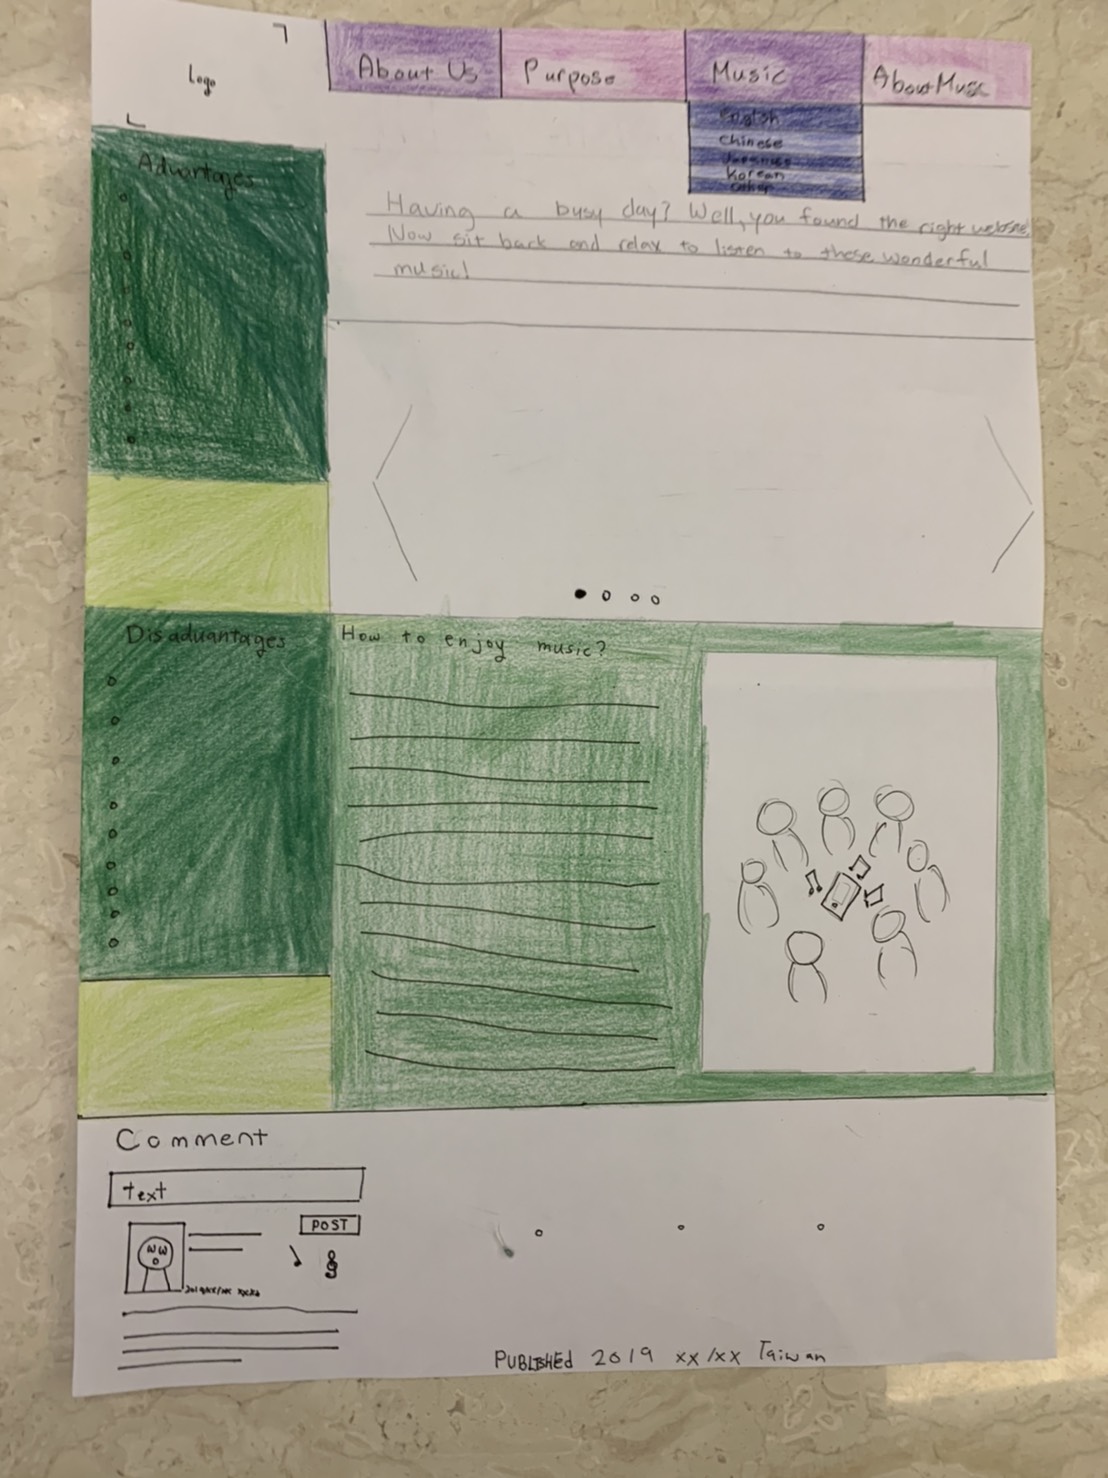 Logo
About Us
Purpose
Music
About Music
English
Chinese
Japanese
Korean
Having a busy day? Well, you found the right website.
Now sit back and relax to listen to these wonderful
music!
Advantages
Disadvantages
How to enjoy music?
Comment
text
POST
PUBLISHED 2019 xx/xx Taiwan